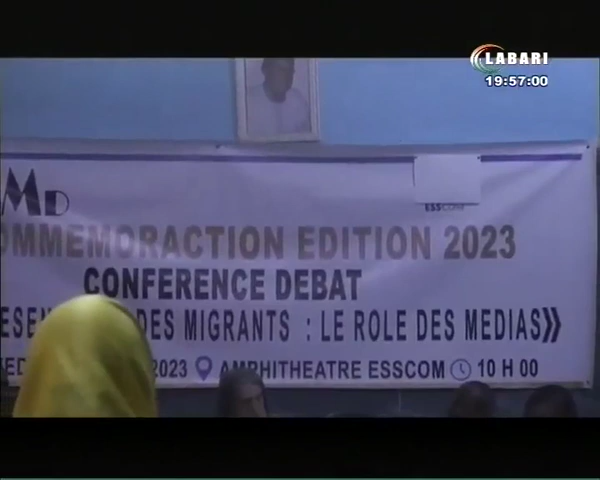 LABARI
19:57:00
MD
ESSCOM
OMMEMORACTION EDITION 2023
CONFERENCE DEBAT
DES MIGRANTS : LE ROLE DES MEDIAS»
2023 AMPHITHEATRE ESSCOM 10 H 00